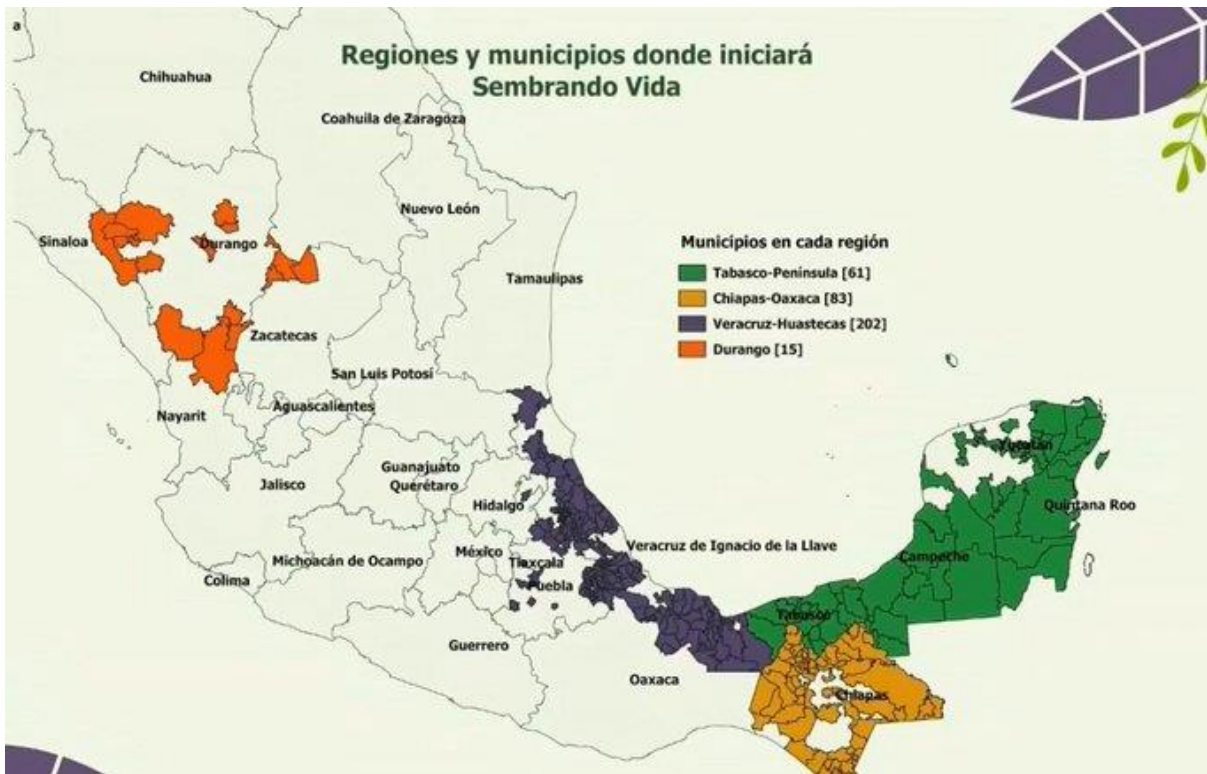 a
Regiones y municipios donde iniciará
Sembrando Vida
Chihuahua
Coahuila de Zaragoza
Nuevo León
Sinaloa
Durango
Tamaulipas
Municipios en cada región
Tabasco-Península [61]
Chiapas-Oaxaca [83]
Veracruz-Huastecas [202]
Durango [15]
Zacatecas
San Luis Potosí
Nayarit
Aguascalientes
Yucatán
Guanajuato
Querétaro
Jalisco
Hidalgo
Quintana Roo
Veracruz de Ignacio de la Llave
México
Michoacán de Ocampo
Tlaxcala
Campeche
Colima
Puebla
Tabasco
Guerrero
Oaxaca
Chiapas